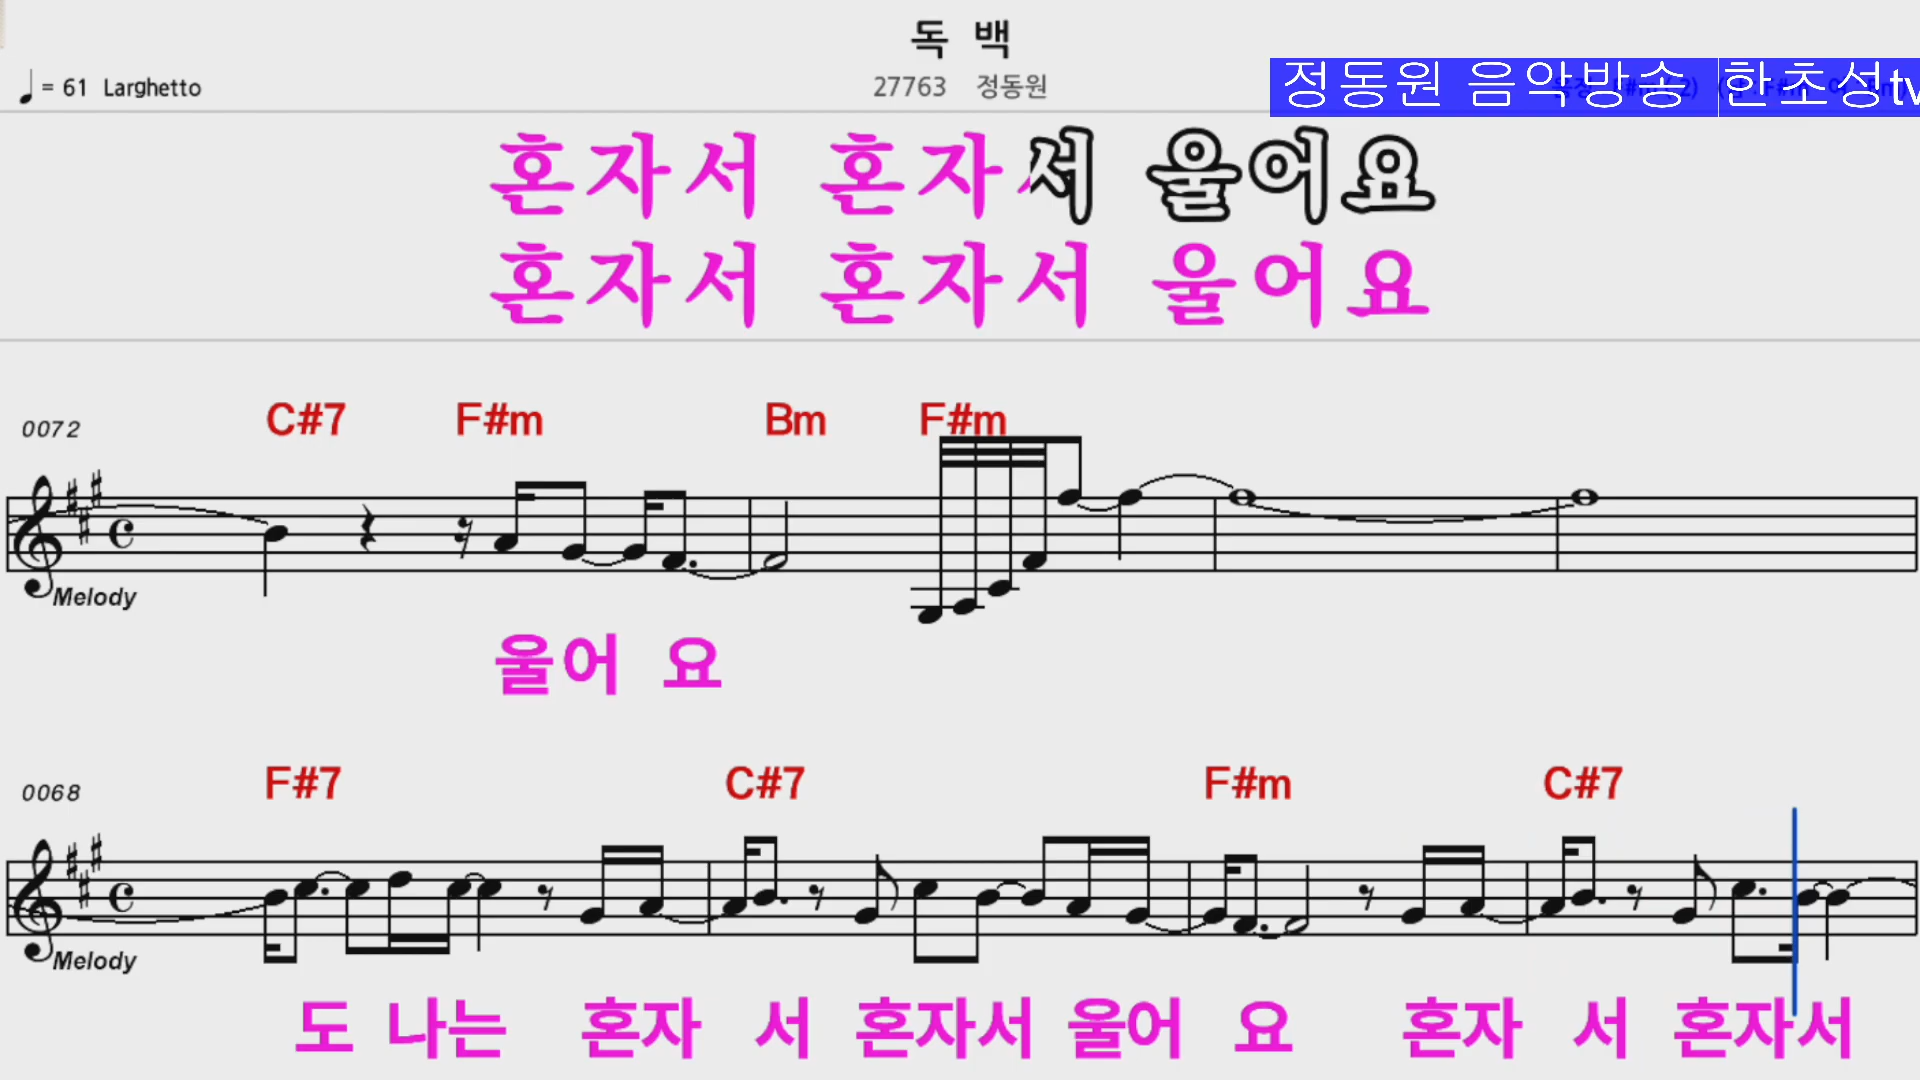 독 백
♩ = 61 Larghetto
27763 정동원
정동원 음악방송 한초성tv
혼자서 혼자서 울어요
혼자서 혼자서 울어요
0072
C#7 F#m Bm F#m
Melody
울어 요
0068
F#7 C#7 F#m C#7
Melody
도 나는 혼자 서 혼자서 울어 요 혼자 서 혼자서